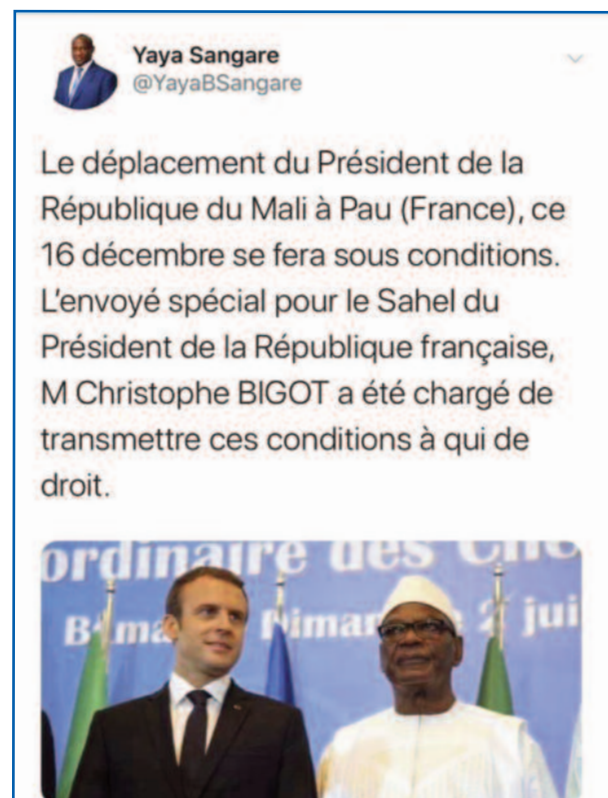 Yaya Sangare
@YayaBSangare
Le déplacement du Président de la
République du Mali à Pau (France), ce
16 décembre se fera sous conditions.
L'envoyé spécial pour le Sahel du
Président de la République française,
M Christophe BIGOT a été chargé de
transmettre ces conditions à qui de
droit.
ordinaire des
2 jui